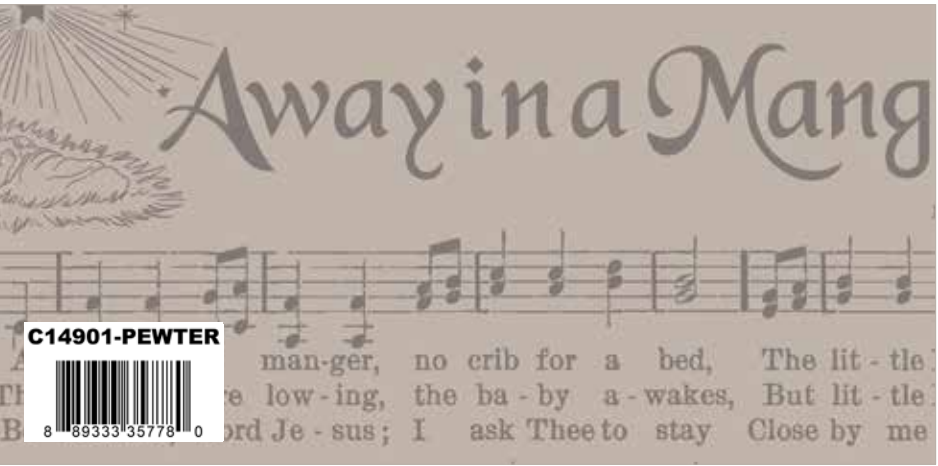 Away in a Mang
C14901-PEWTER
man-ger, no crib for a bed, The lit - tle
low - ing, the ba - by a - wakes, But lit - tle
Je - sus; I ask Thee to stay Close by me
8 89333 35778 0